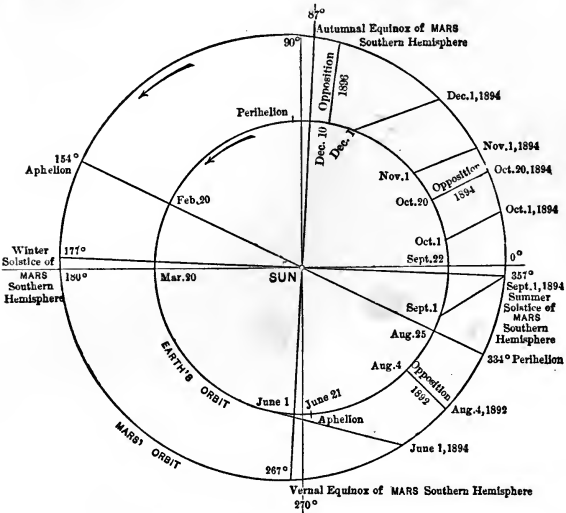 87°
Autumnal Equinox of MARS
Southern Hemisphere
90°
Opposition
1896
Perihelion
Dec. 10
Dec. 1
Dec.1,1894
Nov.1,1894
Nov.1
Oct.20,1894
Opposition
1894
Oct.20
Oct.1,1894
Oct.1
154°
Aphelion
Feb.20
Sept.22
0°
Winter
Solstice of
MARS
Southern
Hemisphere
177°
180°
Mar.20
SUN
357°
Sept.1,1894
Summer
Solstice of
MARS
Southern
Hemisphere
Sept.1
Aug.25
334° Perihelion
Aug.4
Opposition
1892
Aug.4,1892
EARTH'S ORBIT
MARS' ORBIT
June 1
June 21
Aphelion
June 1,1894
267°
Vernal Equinox of MARS Southern Hemisphere
270°